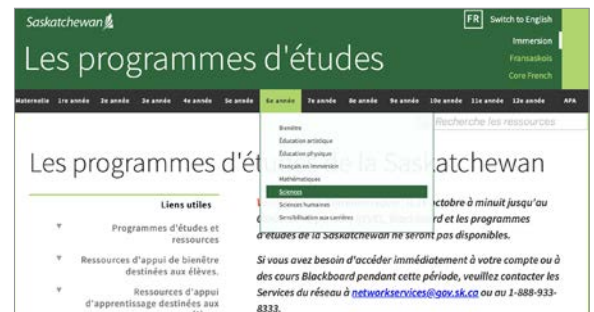 Saskatchewan
FR Switch to English
Immersion
Fransaskois
Core French
Les programmes d'études
Maternelle 1re année 2e année 3e année 4e année 5e année 6e année 7e année 8e année 9e année 10e année 11e année 12e année APA
Recherche les ressources
Bienêtre
Éducation artistique
Éducation physique
Français en immersion
Mathématiques
Sciences
Sciences humaines
Sensibilisation aux carrières
Les programmes d'ét de la Saskatchewan
Liens utiles
Programmes d'études et
ressources
Ressources d'appui de bienêtre
destinées aux élèves.
Ressources d'appui
d'apprentissage destinées aux
octobre à minuit jusqu'au
rd et les programmes
d'études de la Saskatchewan ne seront pas disponibles.
Si vous avez besoin d'accéder immédiatement à votre compte ou à
des cours Blackboard pendant cette période, veuillez contacter les
Services du réseau à networkservices@gov.sk.ca ou au 1-888-933-
8333.